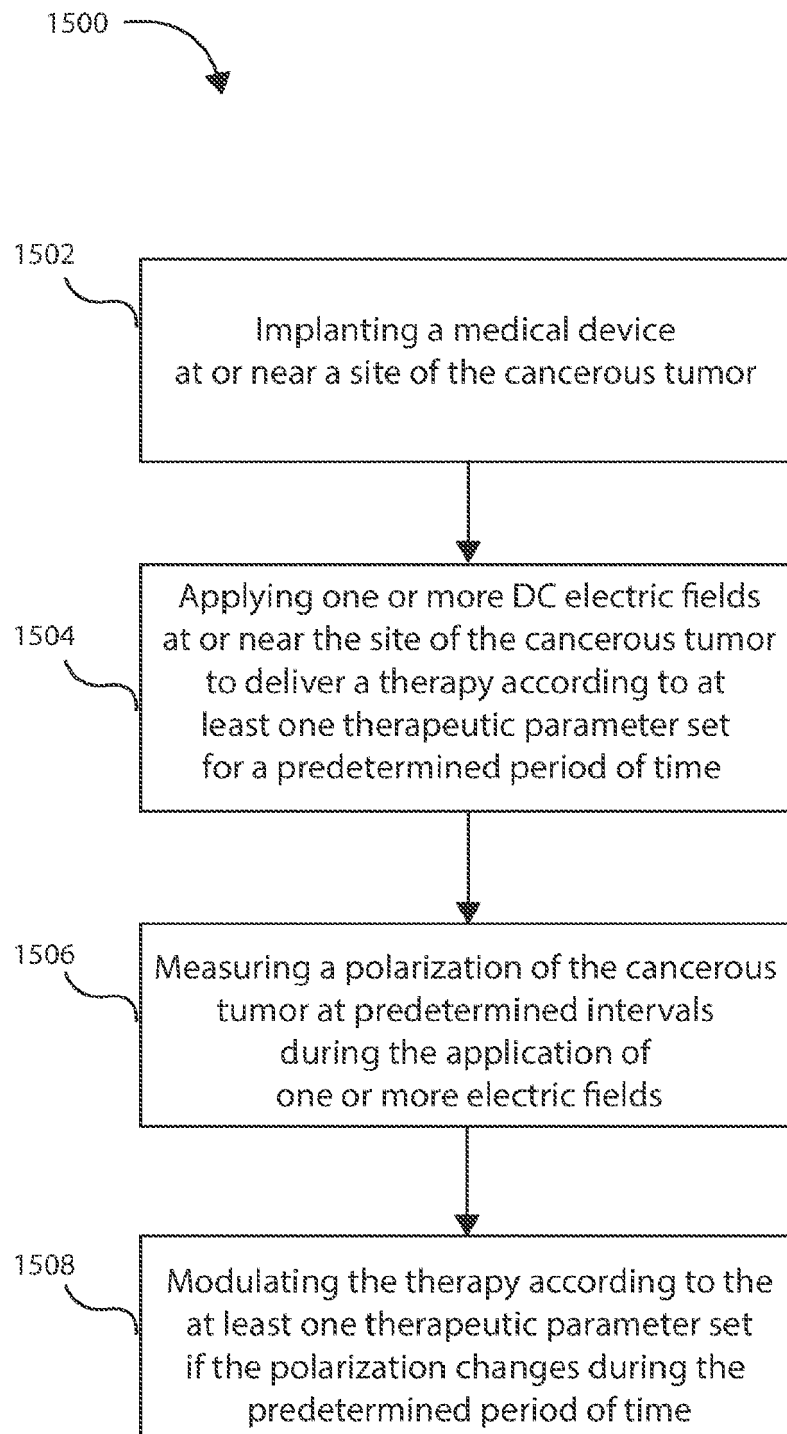 1500
1502
Implanting a medical device
at or near a site of the cancerous tumor
1504
Applying one or more DC electric fields
at or near the site of the cancerous tumor
to deliver a therapy according to at
least one therapeutic parameter set
for a predetermined period of time
1506
Measuring a polarization of the cancerous
tumor at predetermined intervals
during the application of
one or more electric fields
1508
Modulating the therapy according to the
at least one therapeutic parameter set
if the polarization changes during the
predetermined period of time